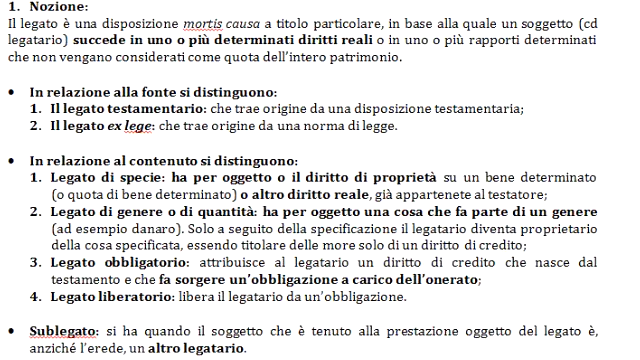 1. Nozione:
Il legato è una disposizione mortis causa a titolo particolare, in base alla quale un soggetto (cd
legatario) succede in uno o più determinati diritti reali o in uno o più rapporti determinati
che non vengano considerati come quota dell'intero patrimonio.
• In relazione alla fonte si distinguono:
1. Il legato testamentario: che trae origine da una disposizione testamentaria;
2. Il legato ex lege: che trae origine da una norma di legge.
• In relazione al contenuto si distinguono:
1. Legato di specie: ha per oggetto o il diritto di proprietà su un bene determinato
(o quota di bene determinato) o altro diritto reale, già appartenete al testatore;
2. Legato di genere o di quantità: ha per oggetto una cosa che fa parte di un genere
(ad esempio danaro). Solo a seguito della specificazione il legatario diventa proprietario
della cosa specificata, essendo titolare delle more solo di un diritto di credito;
3. Legato obbligatorio: attribuisce al legatario un diritto di credito che nasce dal
testamento e che fa sorgere un'obbligazione a carico dell'onerato;
4. Legato liberatorio: libera il legatario da un'obbligazione.
• Sublegato: si ha quando il soggetto che è tenuto alla prestazione oggetto del legato è,
anziché l'erede, un altro legatario.